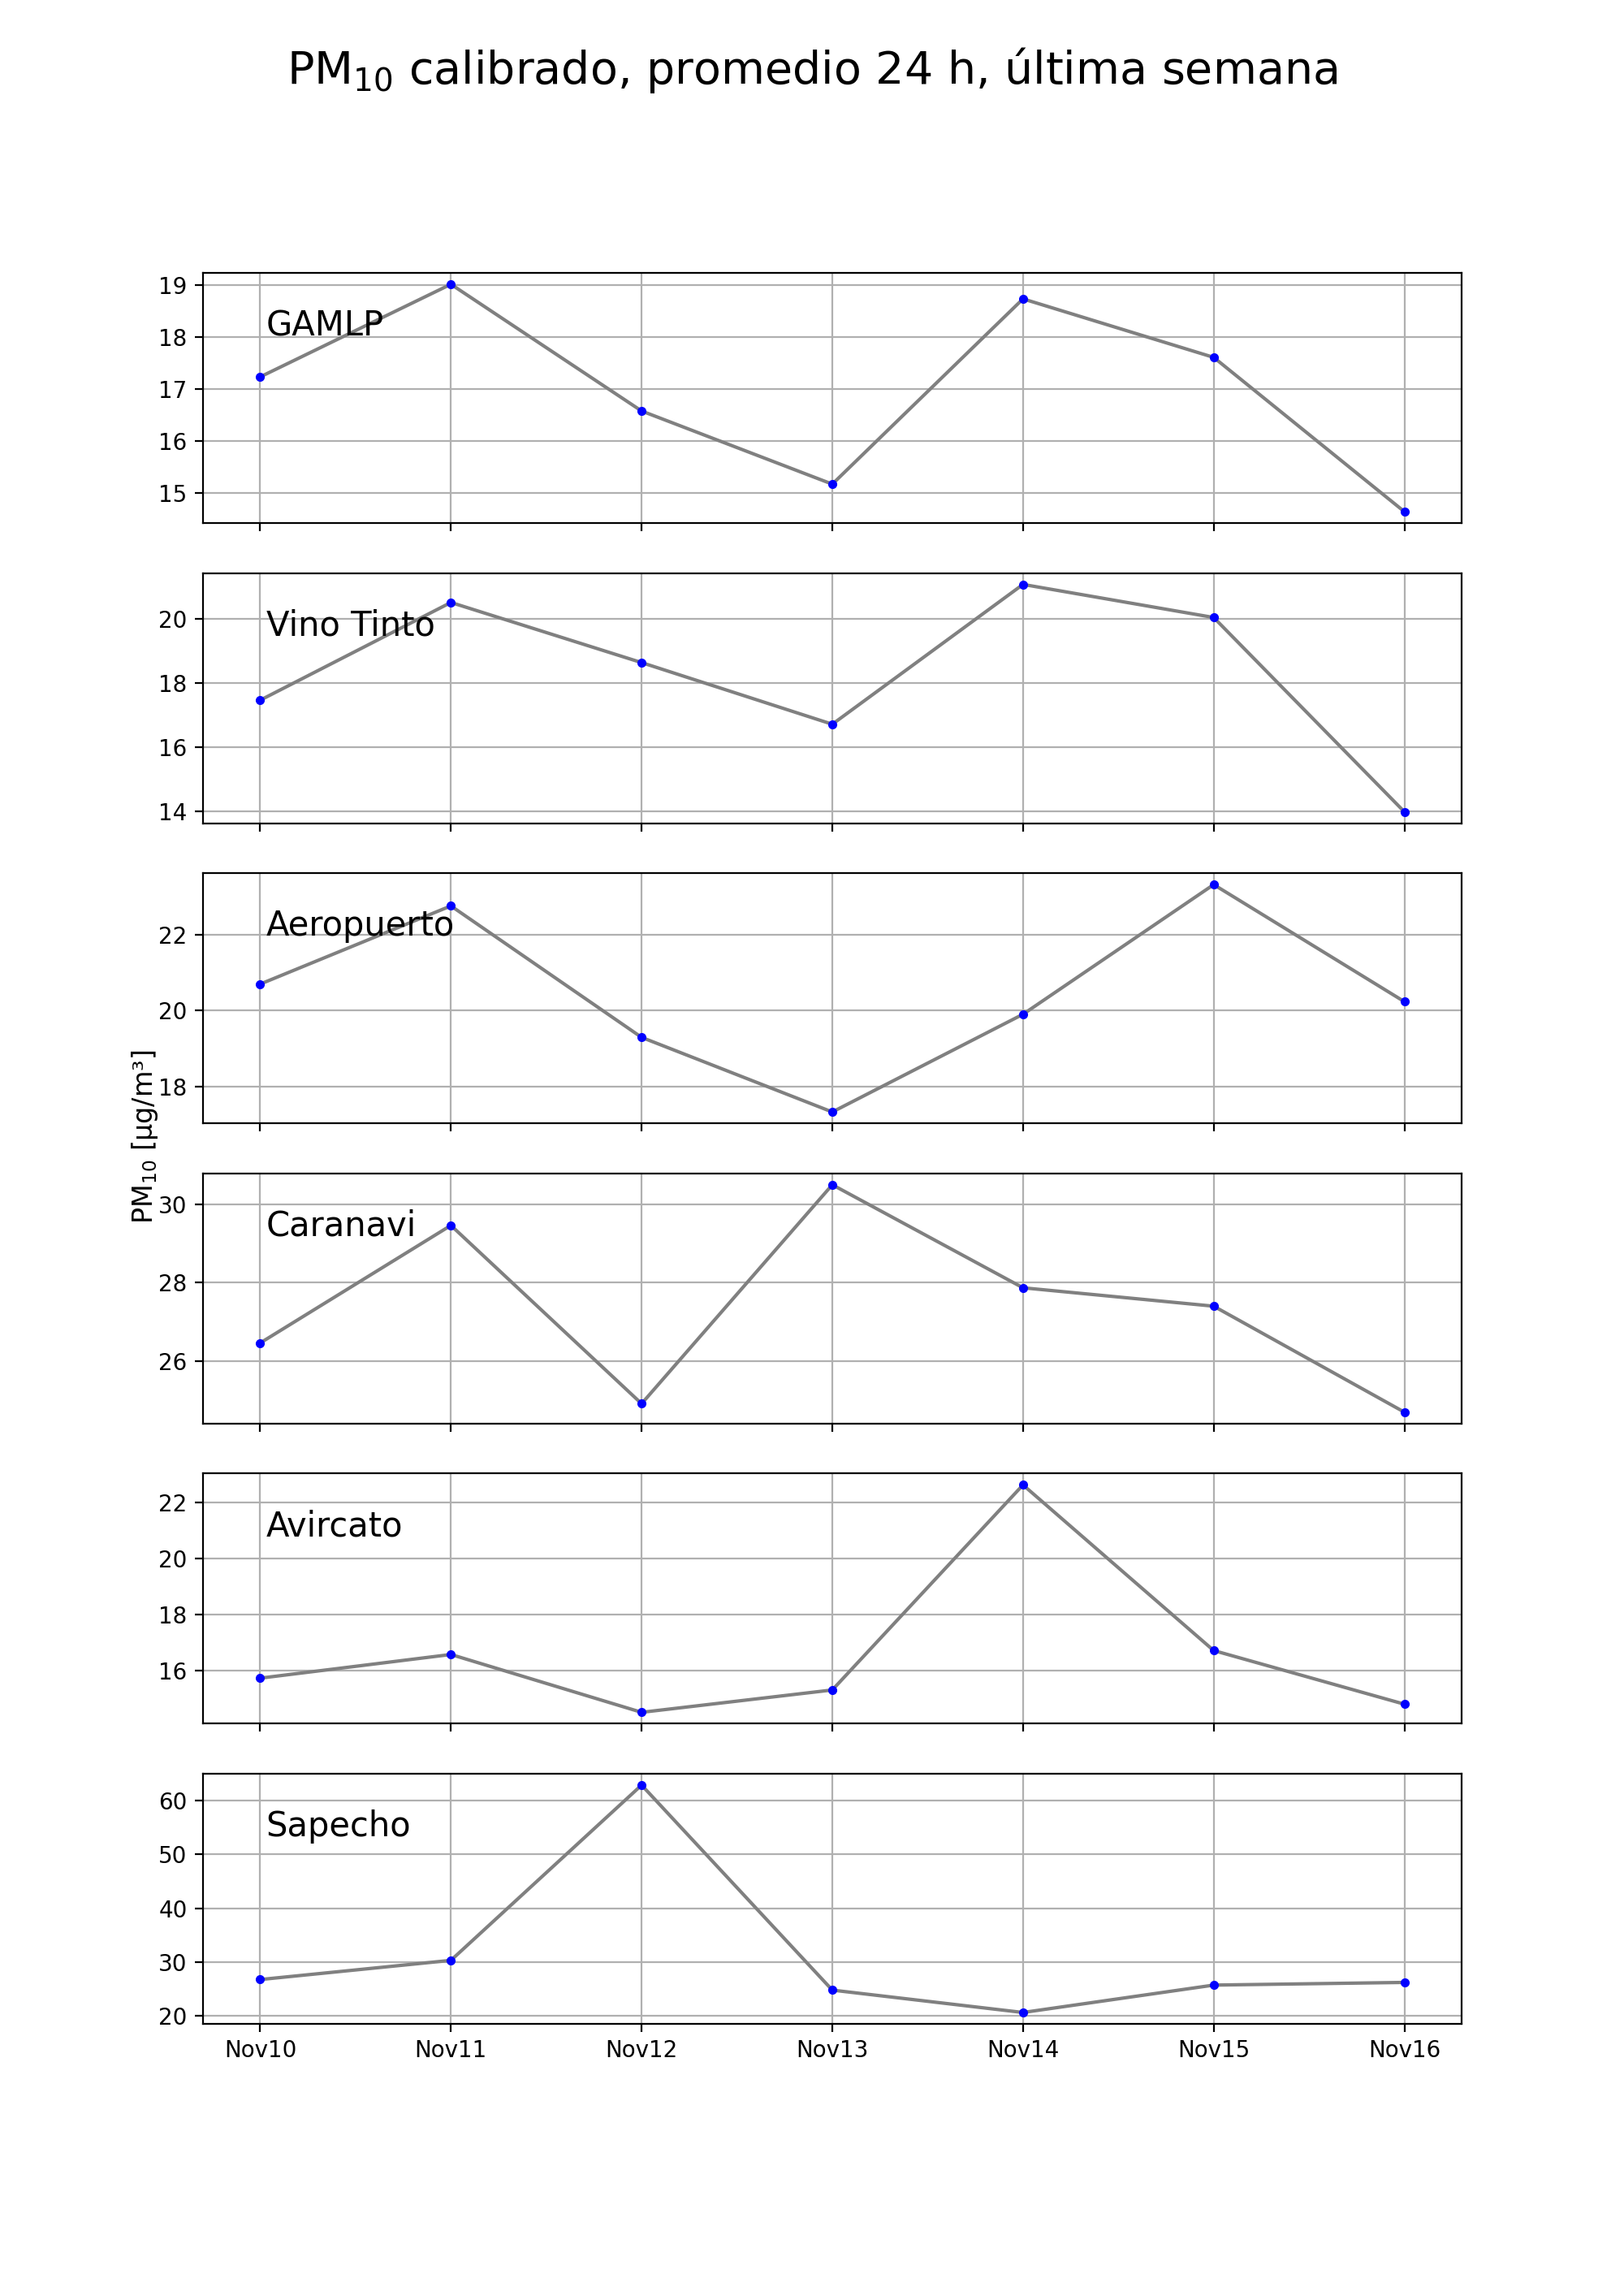 PM₁₀ calibrado, promedio 24 h, última semana
19
GAMLP
18
17
16
15
Vino Tinto
20
18
16
14
Aeropuerto
22
20
18
PM₁₀ [µg/m³]
30
Caranavi
28
26
22
Avircato
20
18
16
60
Sapecho
50
40
30
20
Nov10 Nov11 Nov12 Nov13 Nov14 Nov15 Nov16